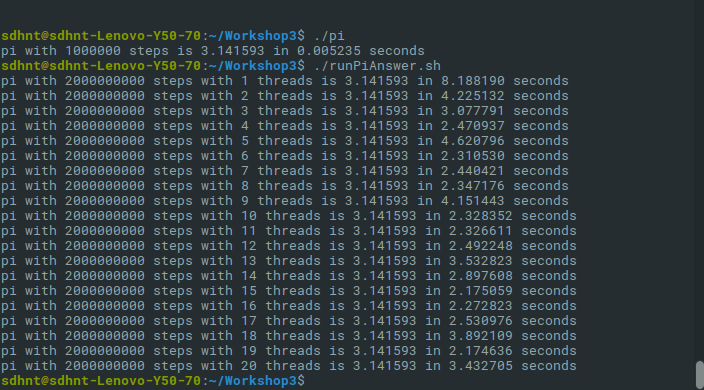 sdhnt@sdhnt-Lenovo-Y50-70:~/Workshop3$ ./pi
pi with 1000000 steps is 3.141593 in 0.005235 seconds
sdhnt@sdhnt-Lenovo-Y50-70:~/Workshop3$ ./runPiAnswer.sh
pi with 2000000000 steps with 1 threads is 3.141593 in 8.188190 seconds
pi with 2000000000 steps with 2 threads is 3.141593 in 4.225132 seconds
pi with 2000000000 steps with 3 threads is 3.141593 in 3.077791 seconds
pi with 2000000000 steps with 4 threads is 3.141593 in 2.470937 seconds
pi with 2000000000 steps with 5 threads is 3.141593 in 4.620796 seconds
pi with 2000000000 steps with 6 threads is 3.141593 in 2.310530 seconds
pi with 2000000000 steps with 7 threads is 3.141593 in 2.440421 seconds
pi with 2000000000 steps with 8 threads is 3.141593 in 2.347176 seconds
pi with 2000000000 steps with 9 threads is 3.141593 in 4.151443 seconds
pi with 2000000000 steps with 10 threads is 3.141593 in 2.328352 seconds
pi with 2000000000 steps with 11 threads is 3.141593 in 2.326611 seconds
pi with 2000000000 steps with 12 threads is 3.141593 in 2.492248 seconds
pi with 2000000000 steps with 13 threads is 3.141593 in 3.532823 seconds
pi with 2000000000 steps with 14 threads is 3.141593 in 2.897608 seconds
pi with 2000000000 steps with 15 threads is 3.141593 in 2.175059 seconds
pi with 2000000000 steps with 16 threads is 3.141593 in 2.272823 seconds
pi with 2000000000 steps with 17 threads is 3.141593 in 2.530976 seconds
pi with 2000000000 steps with 18 threads is 3.141593 in 3.892109 seconds
pi with 2000000000 steps with 19 threads is 3.141593 in 2.174636 seconds
pi with 2000000000 steps with 20 threads is 3.141593 in 3.432705 seconds
sdhnt@sdhnt-Lenovo-Y50-70:~/Workshop3$